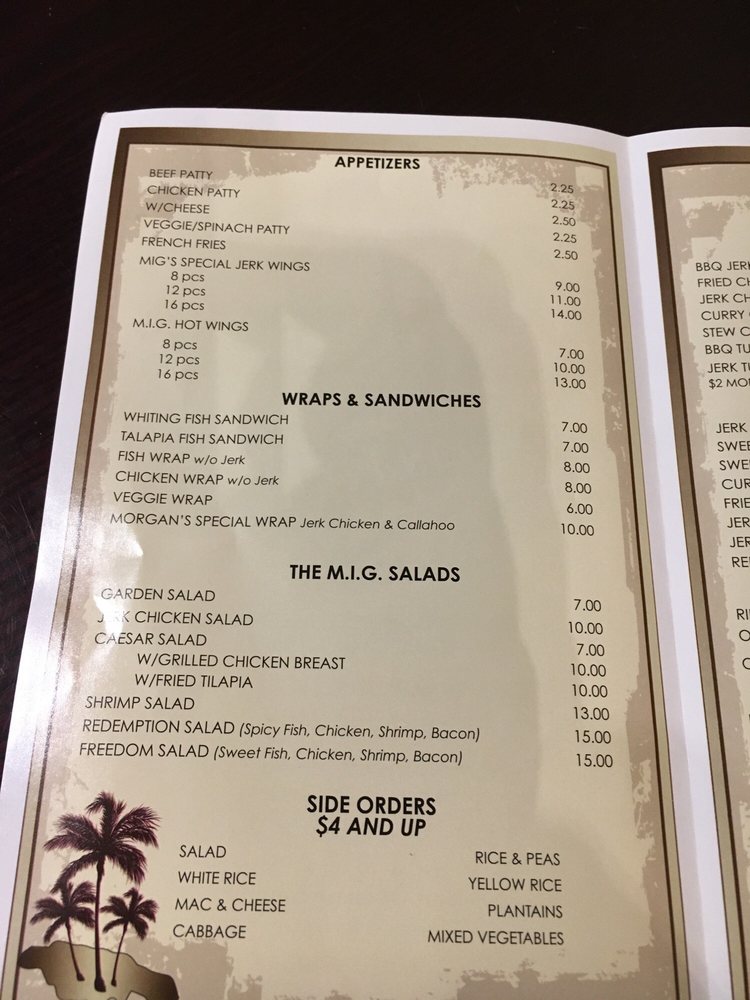 APPETIZERS
BEEF PATTY 2.25
CHICKEN PATTY 2.25
W/CHEESE 2.50
VEGGIE/SPINACH PATTY 2.25
FRENCH FRIES 2.50
MIG'S SPECIAL JERK WINGS
8 pcs 9.00
12 pcs 11.00
16 pcs 14.00
M.I.G. HOT WINGS
8 pcs 7.00
12 pcs 10.00
16 pcs 13.00
WRAPS & SANDWICHES
WHITING FISH SANDWICH 7.00
TALAPIA FISH SANDWICH 7.00
FISH WRAP w/o Jerk 8.00
CHICKEN WRAP w/o Jerk 8.00
VEGGIE WRAP 6.00
MORGAN'S SPECIAL WRAP Jerk Chicken & Callahoo 10.00
THE M.I.G. SALADS
GARDEN SALAD 7.00
JERK CHICKEN SALAD 10.00
CAESAR SALAD 7.00
W/GRILLED CHICKEN BREAST 10.00
W/FRIED TILAPIA 10.00
SHRIMP SALAD 13.00
REDEMPTION SALAD (Spicy Fish, Chicken, Shrimp, Bacon) 15.00
FREEDOM SALAD (Sweet Fish, Chicken, Shrimp, Bacon) 15.00
SIDE ORDERS
$4 AND UP
SALAD RICE & PEAS
WHITE RICE YELLOW RICE
MAC & CHEESE PLANTAINS
CABBAGE MIXED VEGETABLES
BBQ
FRIED
JERK
CURRY
STEW
BBQ
JERK
$2
JERK